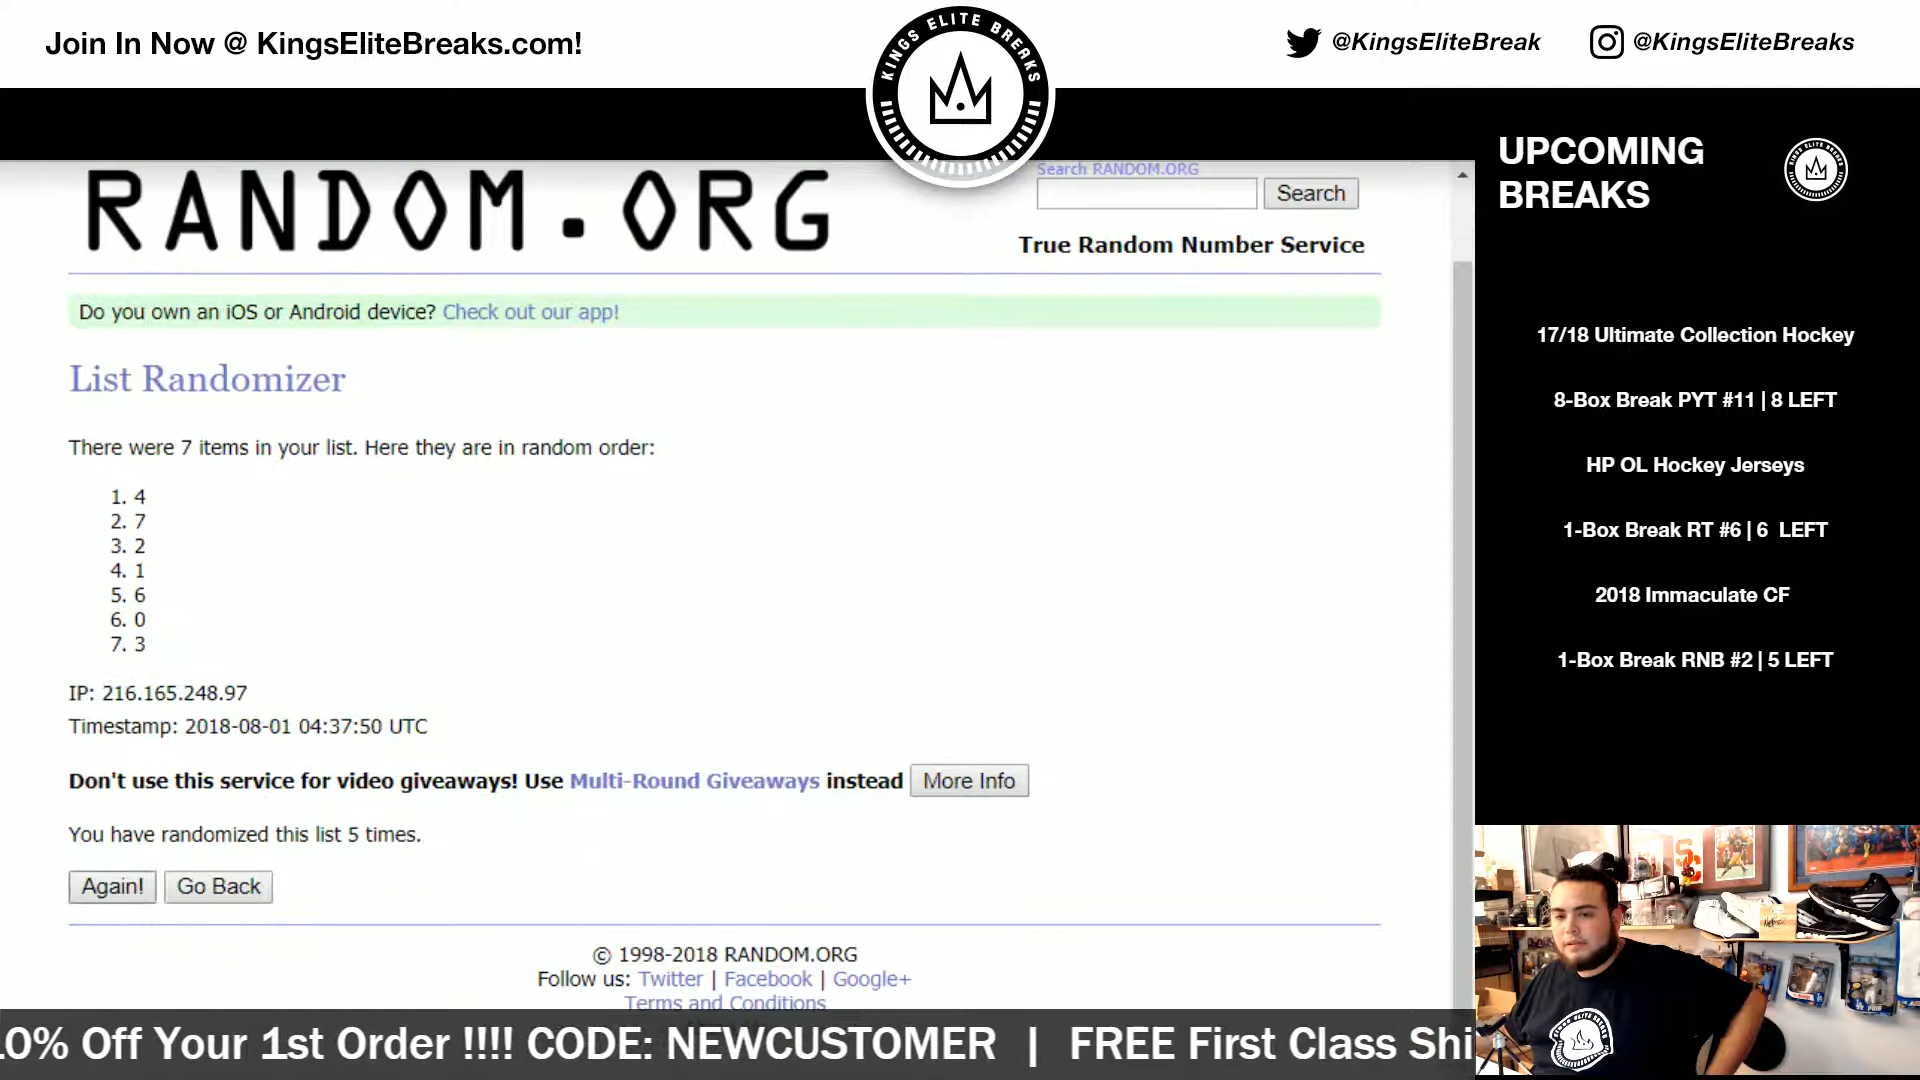 Join In Now @ KingsEliteBreaks.com!
KINGS ELITE BREAKS
@KingsEliteBreak
@KingsEliteBreaks
RANDOM.ORG
Search RANDOM.ORG
Search
True Random Number Service
Do you own an iOS or Android device? Check out our app!
List Randomizer
There were 7 items in your list. Here they are in random order:
1. 4
2. 7
3. 2
4. 1
5. 6
6. 0
7. 3
IP: 216.165.248.97
Timestamp: 2018-08-01 04:37:50 UTC
Don't use this service for video giveaways! Use Multi-Round Giveaways instead
More Info
You have randomized this list 5 times.
Again!
Go Back
© 1998-2018 RANDOM.ORG
Follow us: Twitter | Facebook | Google+
Terms and Conditions
UPCOMING
BREAKS
KINGS ELITE BREAKS
17/18 Ultimate Collection Hockey
8-Box Break PYT #11 | 8 LEFT
HP OL Hockey Jerseys
1-Box Break RT #6 | 6 LEFT
2018 Immaculate CF
1-Box Break RNB #2 | 5 LEFT
SC
0% Off Your 1st Order !!!! CODE: NEWCUSTOMER | FREE First Class Shi